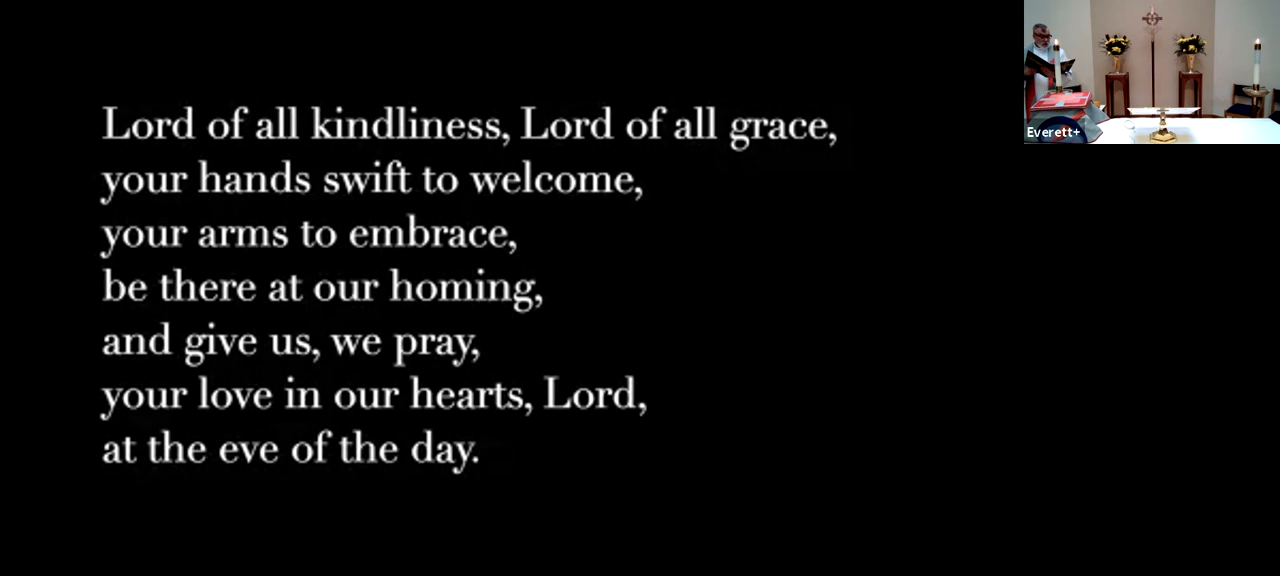 Lord of all kindliness, Lord of all grace,
your hands swift to welcome,
your arms to embrace,
be there at our homing,
and give us, we pray,
your love in our hearts, Lord,
at the eve of the day.
Everett+